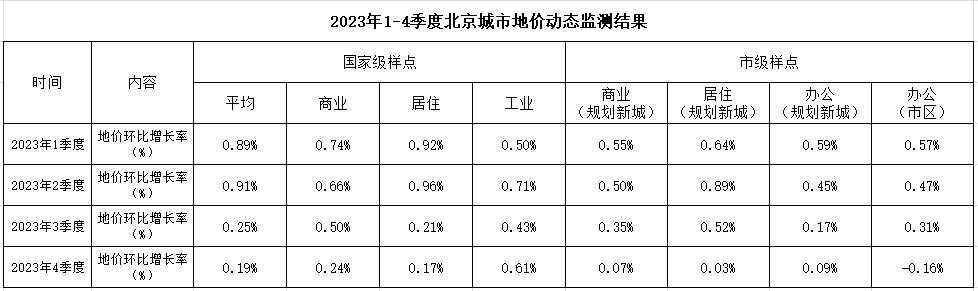 2023年1-4季度北京城市地价动态监测结果
时间 内容 国家级样点 市级样点
平均 商业 居住 工业 商业（规划新城） 居住（规划新城） 办公（规划新城） 办公（市区）
2023年1季度 地价环比增长率（%） 0.89% 0.74% 0.92% 0.50% 0.55% 0.64% 0.59% 0.57%
2023年2季度 地价环比增长率（%） 0.91% 0.66% 0.96% 0.71% 0.50% 0.89% 0.45% 0.47%
2023年3季度 地价环比增长率（%） 0.25% 0.50% 0.21% 0.43% 0.35% 0.52% 0.17% 0.31%
2023年4季度 地价环比增长率（%） 0.19% 0.24% 0.17% 0.61% 0.07% 0.03% 0.09% -0.16%